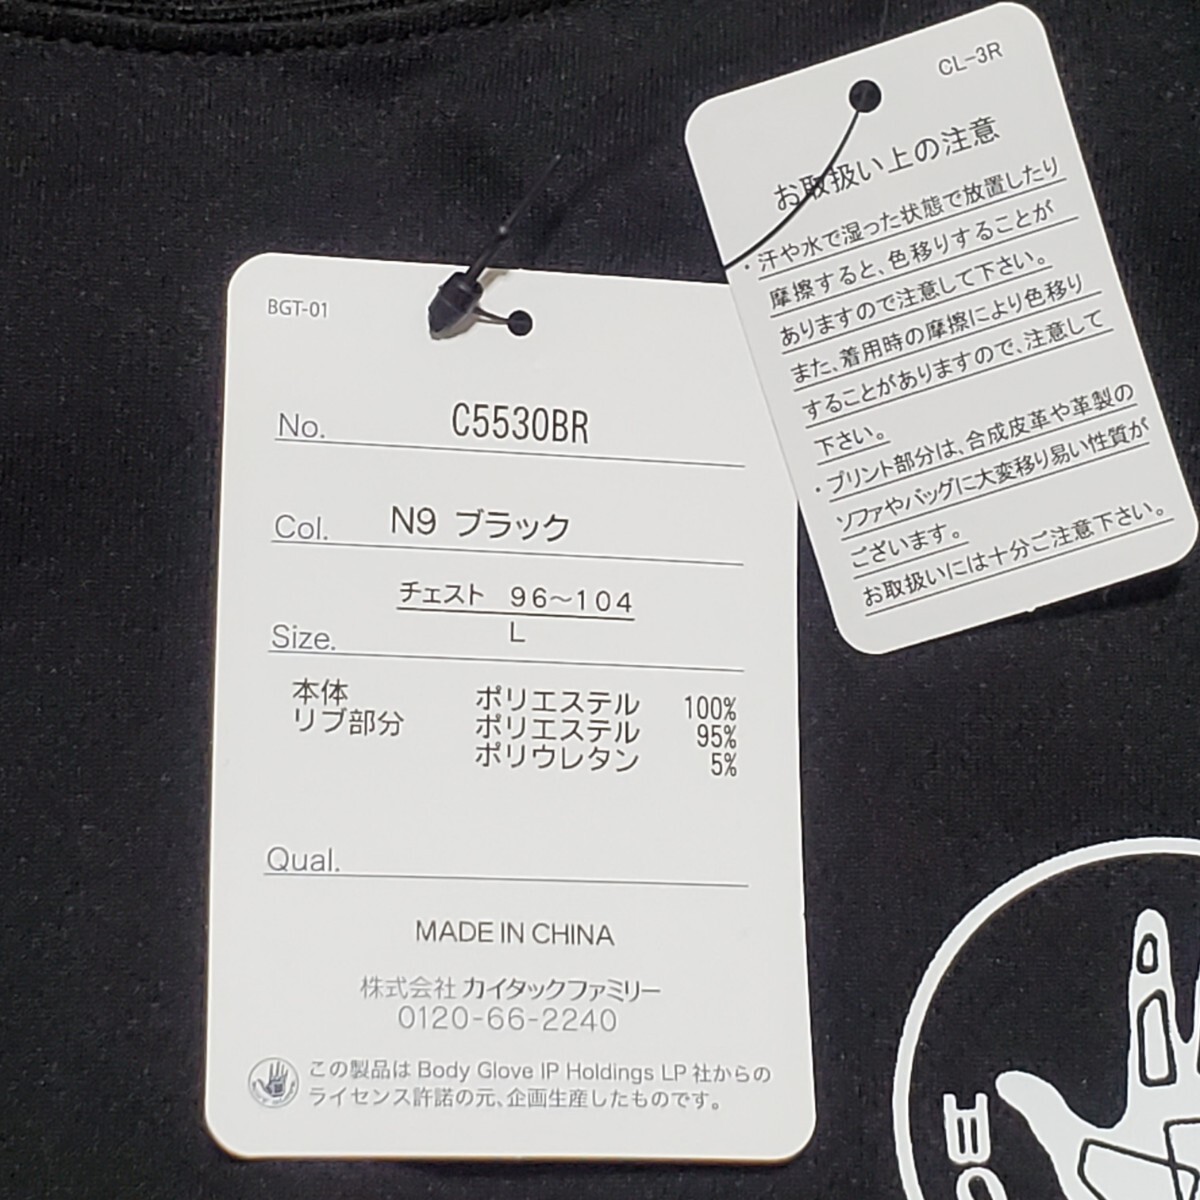 CL-3R
お取扱い上の注意
・汗や水で湿った状態で放置したり
摩擦すると、色移りすることが
ありますので注意して下さい。
また、着用時の摩擦により色移り
することがありますので、注意して
下さい。
・プリント部分は、合成皮革や革製の
ソファやバッグに大変移り易い性質が
ございます。
お取扱いには十分ご注意下さい。
BGT-01
No. C5530BR
Col. N9 ブラック
チェスト 96～104
Size. L
本体 ポリエステル 100%
リブ部分 ポリエステル 95%
ポリウレタン 5%
Qual.
MADE IN CHINA
株式会社 カイタックファミリー
0120-66-2240
この製品は Body Glove IP Holdings LP 社からの
ライセンス許諾の元、企画生産したものです。